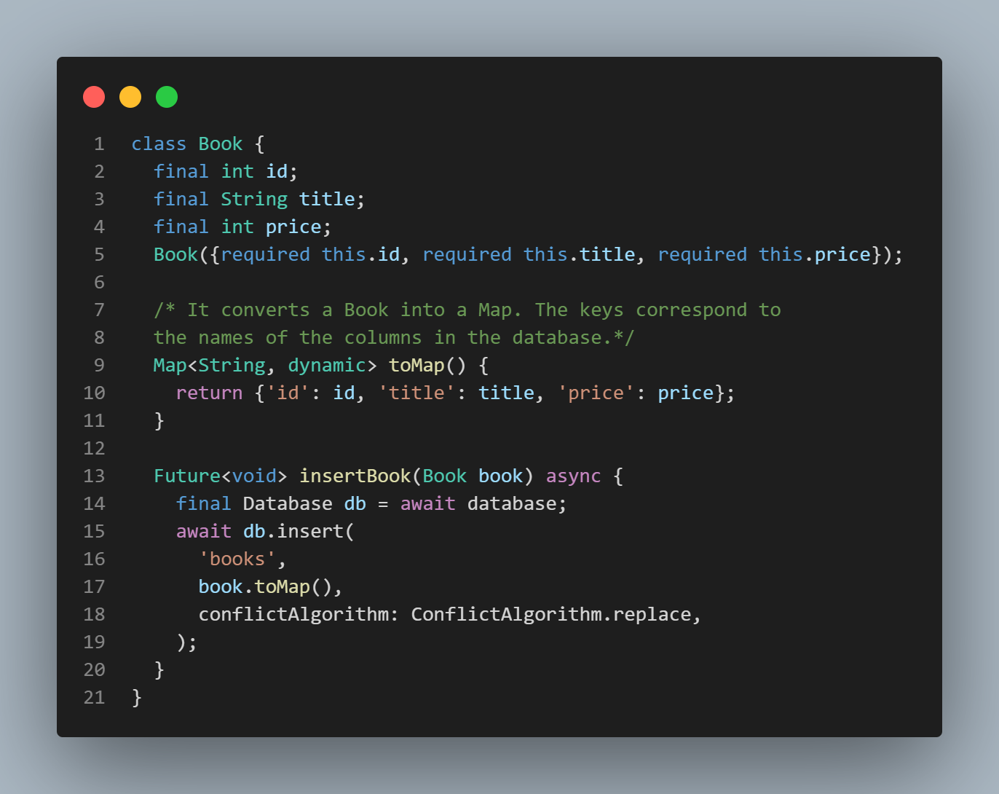 1 class Book {
2   final int id;
3   final String title;
4   final int price;
5   Book({required this.id, required this.title, required this.price});
6
7   /* It converts a Book into a Map. The keys correspond to
8   the names of the columns in the database.*/
9   Map<String, dynamic> toMap() {
10     return {'id': id, 'title': title, 'price': price};
11   }
12
13   Future<void> insertBook(Book book) async {
14     final Database db = await database;
15     await db.insert(
16       'books',
17       book.toMap(),
18       conflictAlgorithm: ConflictAlgorithm.replace,
19     );
20   }
21 }